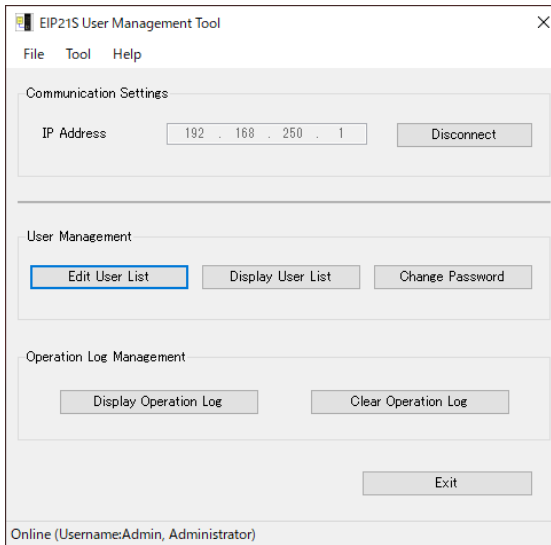 EIP21S User Management Tool
File Tool Help
Communication Settings
IP Address 192 . 168 . 250 . 1 Disconnect
User Management
Edit User List Display User List Change Password
Operation Log Management
Display Operation Log Clear Operation Log
Exit
Online (Username:Admin, Administrator)